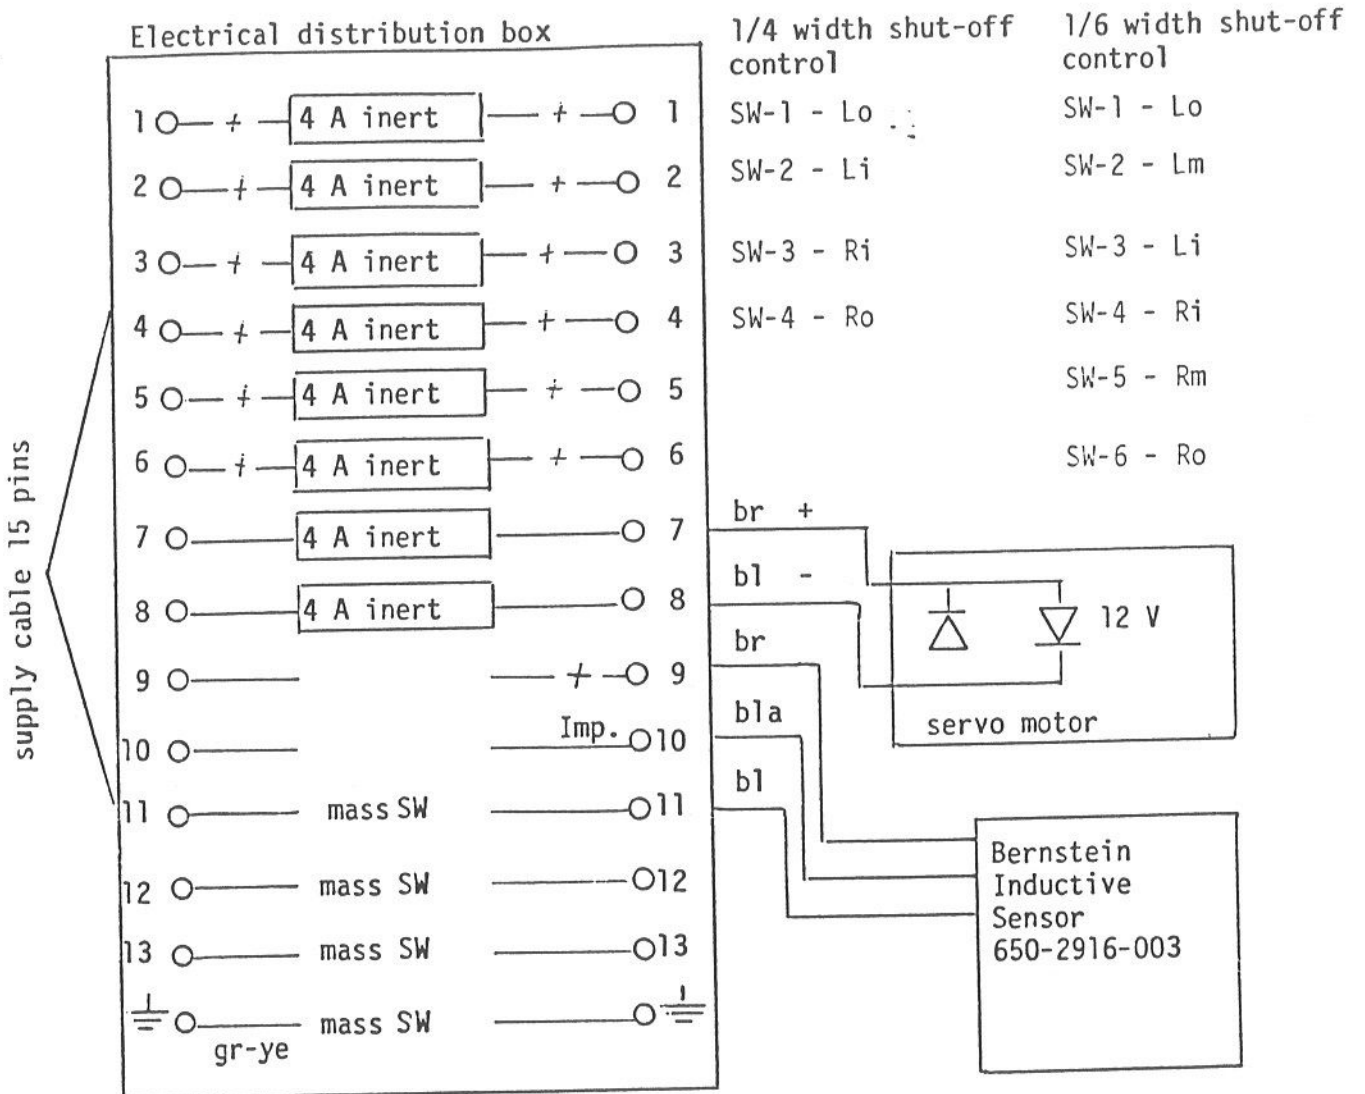 Electrical distribution box
1/4 width shut-off
control
1/6 width shut-off
control
1 + 4 A inert + 1 SW-1 - Lo SW-1 - Lo
2 + 4 A inert + 2 SW-2 - Li SW-2 - Lm
3 + 4 A inert + 3 SW-3 - Ri SW-3 - Li
4 + 4 A inert + 4 SW-4 - Ro SW-4 - Ri
5 + 4 A inert + 5 SW-5 - Rm
6 + 4 A inert + 6 SW-6 - Ro
7 4 A inert 7 br +
8 4 A inert 8 bl -
12 V
servo motor
9 + 9 br
10 Imp. 10 bla
11 mass SW 11 bl
12 mass SW 12
13 mass SW 13
mass SW
gr-ye
Bernstein
Inductive
Sensor
650-2916-003
supply cable 15 pins